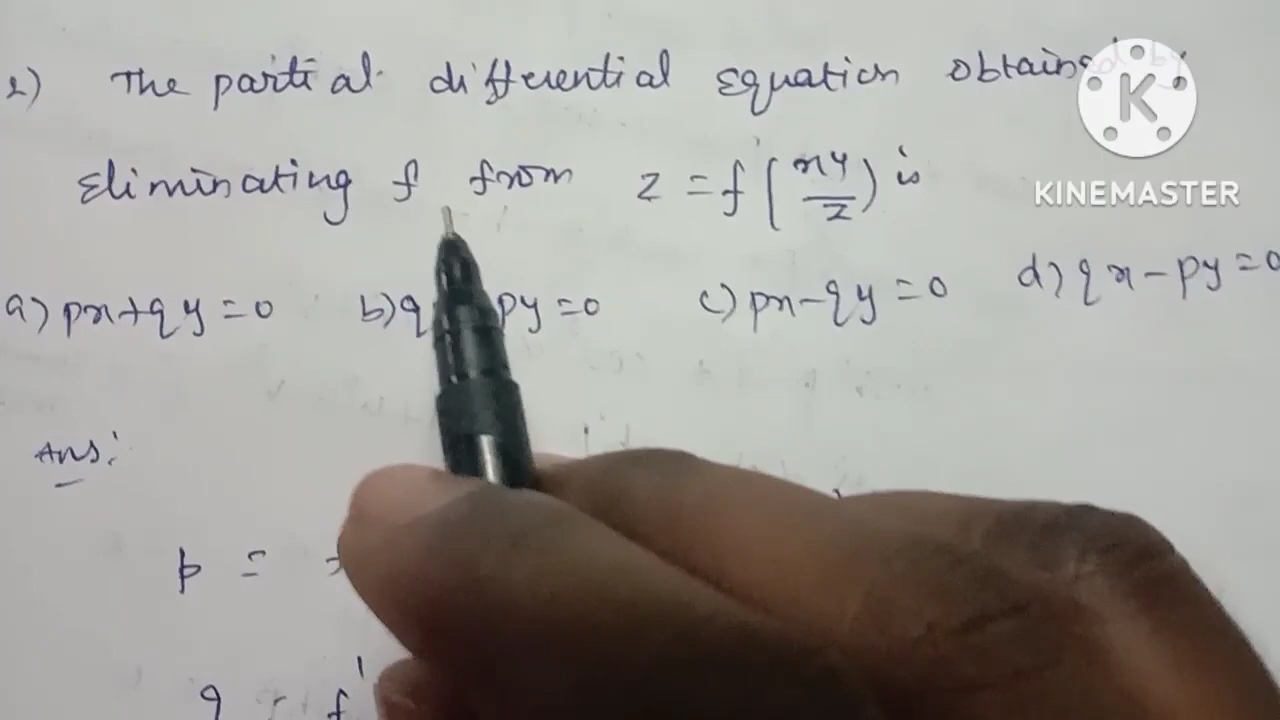 2) The partial differential Equation obtained by
Eliminating f from z = f(xy/z) is
a) px+qy=0 b) q py=0 c) px-qy=0 d) qx-py=0
Ans:
p =
q = f'
K
KINEMASTER